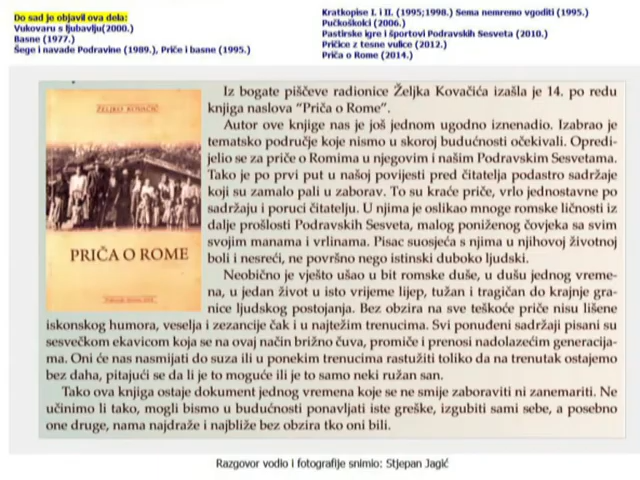 Do sad je objavil ova dela:
Vukovaru s ljubavlju(2000.)
Basne (1977.)
Šege i navade Podravine (1989.), Priče i basne (1995.)
Kratkopise I. i II. (1995;1998.) Sema nemremo vgoditi (1995.)
Pučkoškoki (2006.)
Pastirske igre i športovi Podravskih Sesveta (2010.)
Pričice z tesne vulice (2012.)
Priča o Rome (2014.)
ŽELJKO KOVAČIĆ
PRIČA O ROME
Iz bogate piščeve radionice Željka Kovačića izašla je 14. po redu
knjiga naslova "Priča o Rome".
Autor ove knjige nas je još jednom ugodno iznenadio. Izabrao je
tematsko područje koje nismo u skoroj budućnosti očekivali. Opredi-
jelio se za priče o Romima u njegovim i našim Podravskim Sesvetama.
Tako je po prvi put u našoj povijesti pred čitatelja podastro sadržaje
koji su zamalo pali u zaborav. To su kraće priče, vrlo jednostavne po
sadržaju i poruci čitatelju. U njima je oslikao mnoge romske ličnosti iz
dalje prošlosti Podravskih Sesveta, malog poniženog čovjeka sa svim
svojim manama i vrlinama. Pisac suosjeća s njima u njihovoj životnoj
boli i nesreći, ne površno nego istinski duboko ljudski.
Neobično je vješto ušao u bit romske duše, u dušu jednog vreme-
na, u jedan život u isto vrijeme lijep, tužan i tragičan do krajnje gra-
nice ljudskog postojanja. Bez obzira na sve teškoće priče nisu lišene
iskonskog humora, veselja i zezancije čak i u najtežim trenucima. Svi ponuđeni sadržaji pisani su
sesvečkom ekavicom koja se na ovaj način brižno čuva, promiče i prenosi nadolazećim generacija-
ma. Oni će nas nasmijati do suza ili u ponekim trenucima rastužiti toliko da na trenutak ostajemo
bez daha, pitajući se da li je to moguće ili je to samo neki ružan san.
Tako ova knjiga ostaje dokument jednog vremena koje se ne smije zaboraviti ni zanemariti. Ne
učinimo li tako, mogli bismo u budućnosti ponavljati iste greške, izgubiti sami sebe, a posebno
one druge, nama najdraže i najbliže bez obzira tko oni bili.
Razgovor vodio i fotografije snimio: Stjepan Jagić